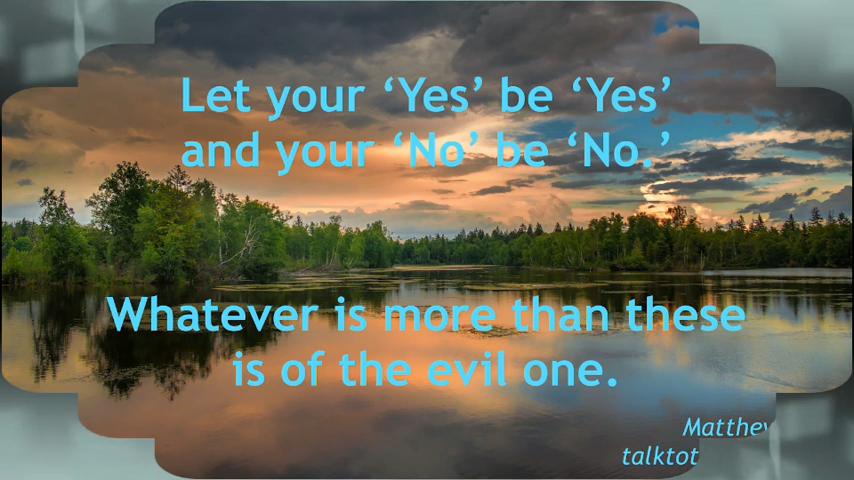 Let your ‘Yes’ be ‘Yes’
and your ‘No’ be ‘No.’
Whatever is more than these
is of the evil one.